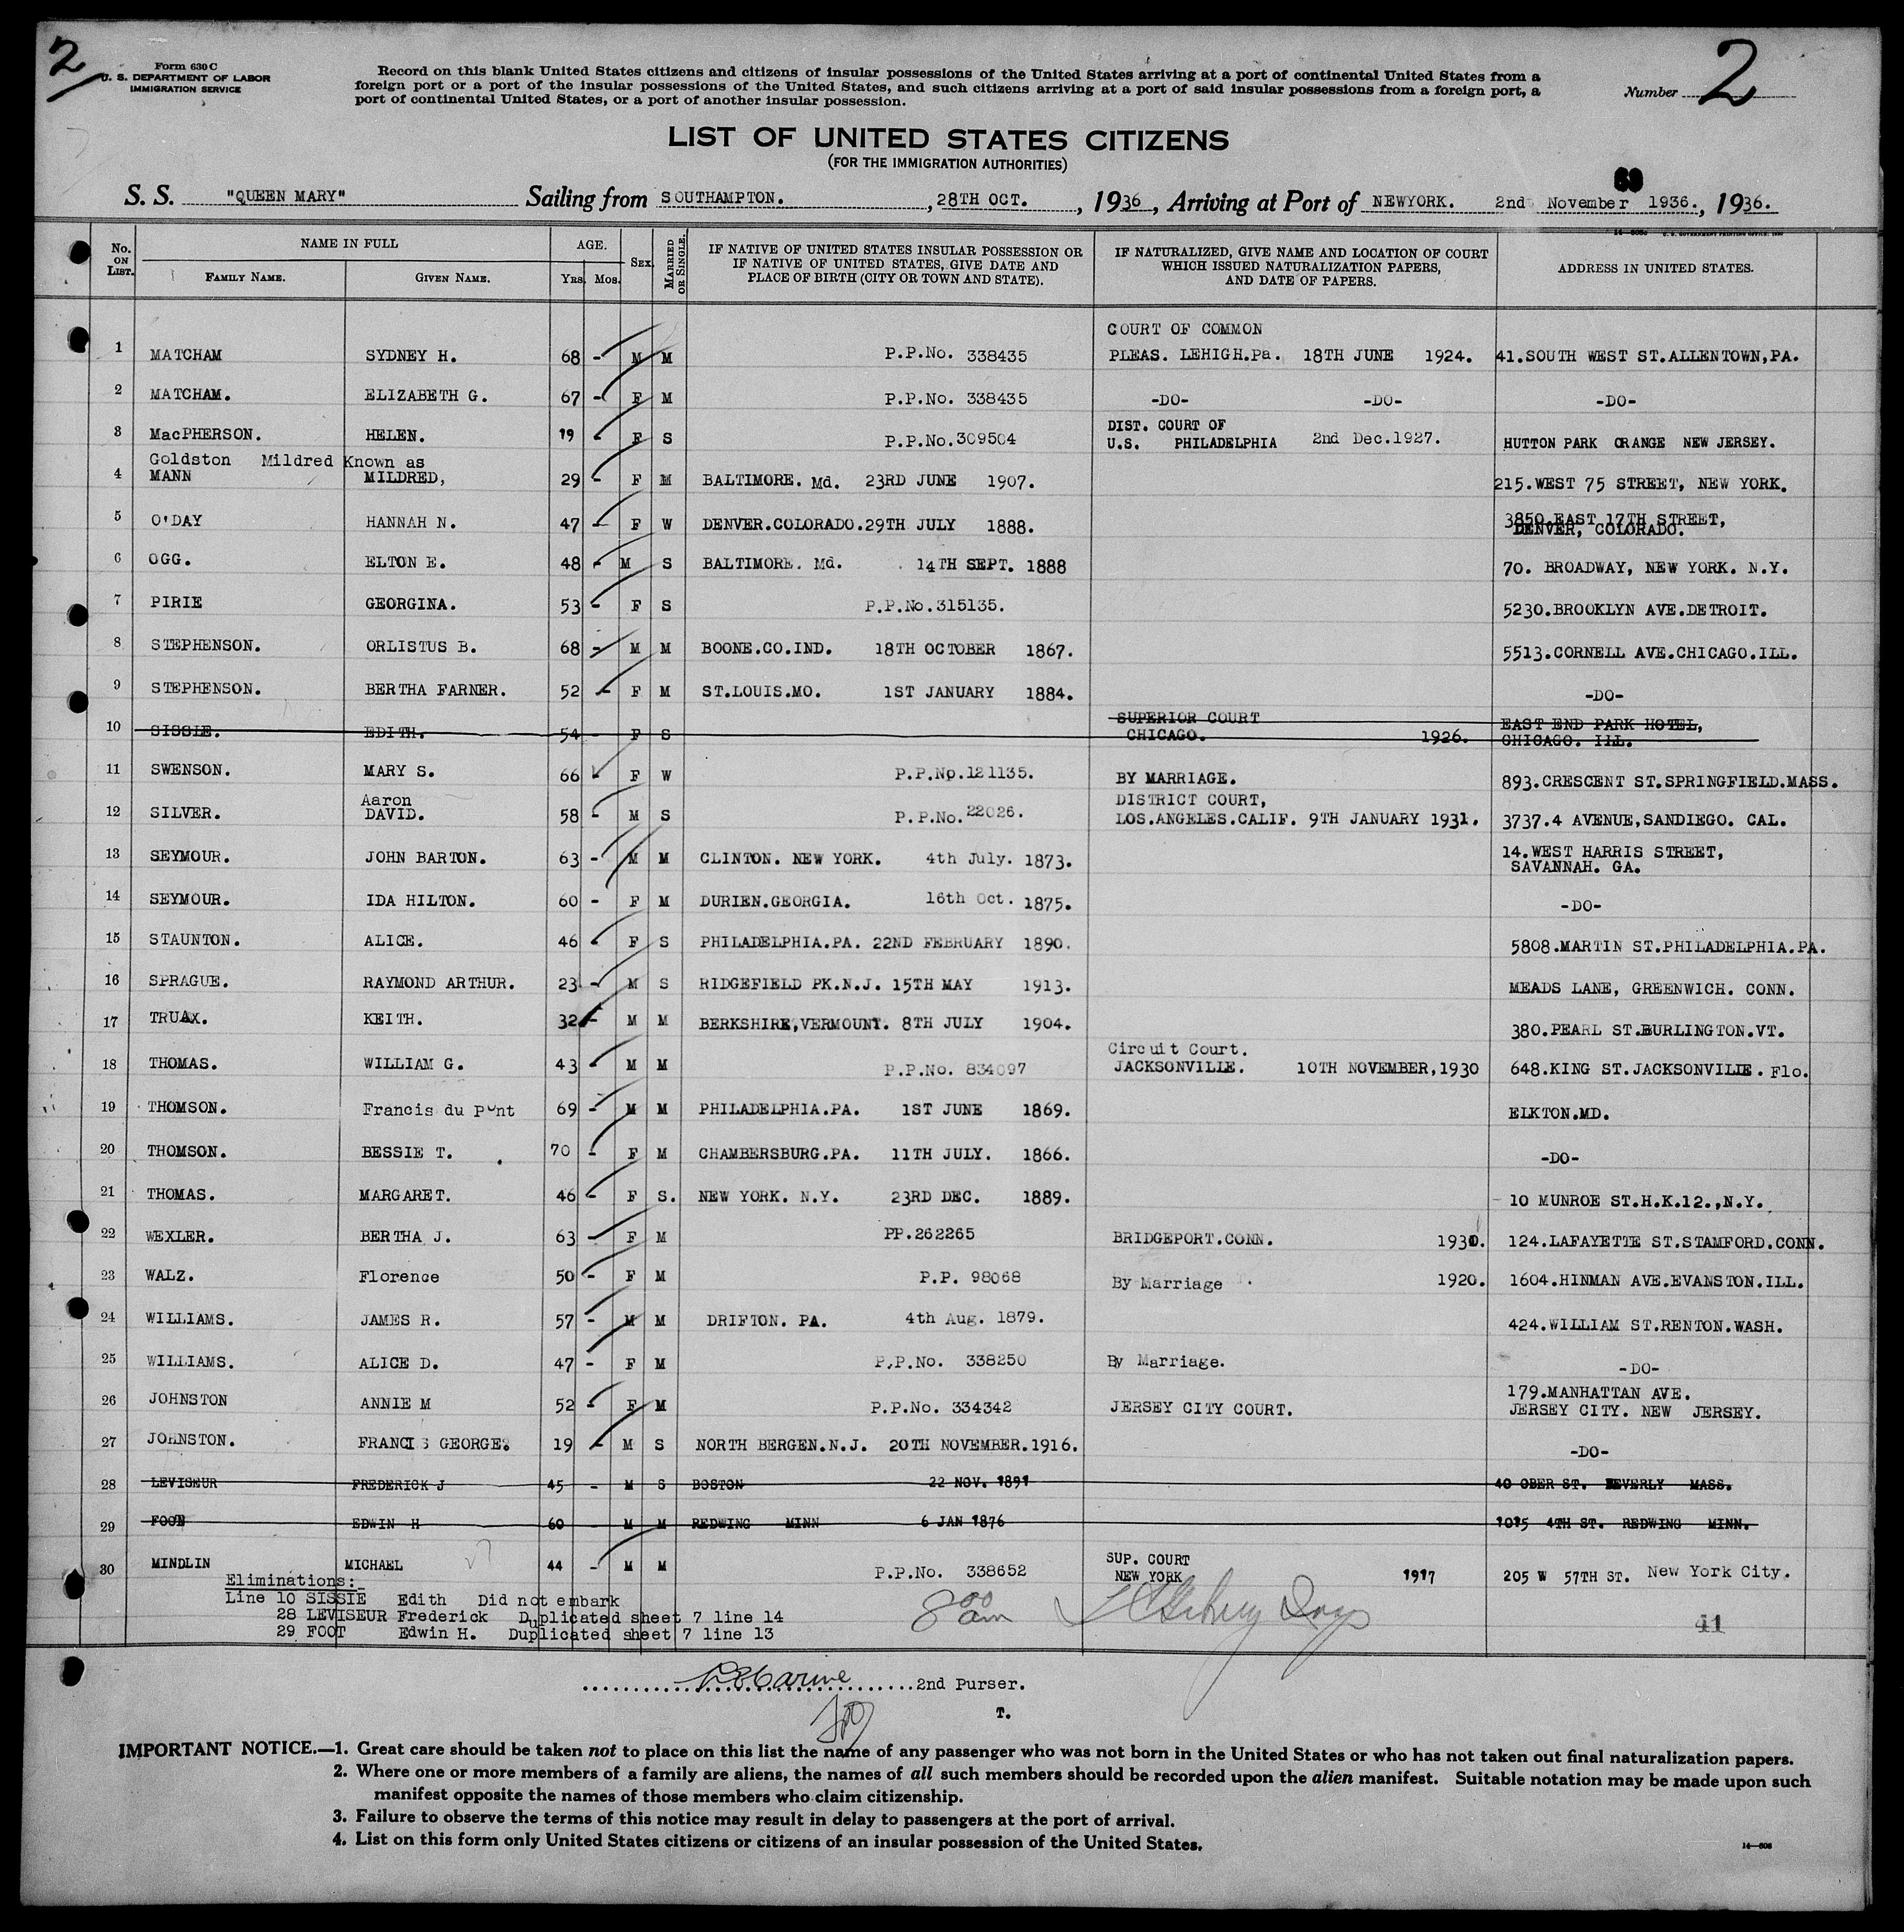 2
Form 630 C
U. S. DEPARTMENT OF LABOR
IMMIGRATION SERVICE
Record on this blank United States citizens and citizens of insular possessions of the United States arriving at a port of continental United States from a
foreign port or a port of the insular possessions of the United States, and such citizens arriving at a port of said insular possessions from a foreign port, a
port of continental United States, or a port of another insular possession.
Number 2
LIST OF UNITED STATES CITIZENS
(FOR THE IMMIGRATION AUTHORITIES)
S. S. "QUEEN MARY" Sailing from SOUTHAMPTON. , 28TH OCT. , 1936 , Arriving at Port of NEWYORK. 2nd November 1936. , 1936.
No. ON LIST. NAME IN FULL FAMILY NAME. GIVEN NAME. AGE. Yrs. Mos. SEX MARRIED OR SINGLE. IF NATIVE OF UNITED STATES INSULAR POSSESSION OR IF NATIVE OF UNITED STATES, GIVE DATE AND PLACE OF BIRTH (CITY OR TOWN AND STATE). IF NATURALIZED, GIVE NAME AND LOCATION OF COURT WHICH ISSUED NATURALIZATION PAPERS, AND DATE OF PAPERS. ADDRESS IN UNITED STATES.
COURT OF COMMON
1 MATCHAM SYDNEY H. 68 - M M P.P.No. 338435 PLEAS. LEHIGH.Pa. 18TH JUNE 1924. 41.SOUTH WEST ST.ALLENTOWN,PA.
2 MATCHAM. ELIZABETH G. 67 - F M P.P.No. 338435 -DO- -DO- -DO-
DIST. COURT OF
3 MacPHERSON. HELEN. 19 - F S P.P.No.309504 U.S. PHILADELPHIA 2nd Dec.1927. HUTTON PARK ORANGE NEW JERSEY.
Goldston Mildred Known as
4 MANN MILDRED, 29 - F M BALTIMORE. Md. 23RD JUNE 1907. 215.WEST 75 STREET, NEW YORK.
5 O'DAY HANNAH N. 47 - F W DENVER.COLORADO.29TH JULY 1888. 3850.EAST 17TH STREET,
DENVER, COLORADO.
6 OGG. ELTON E. 48 - M S BALTIMORE. Md. 14TH SEPT. 1888 70. BROADWAY, NEW YORK. N.Y.
7 PIRIE GEORGINA. 53 - F S P.P.No.315135. 5230.BROOKLYN AVE.DETROIT.
8 STEPHENSON. ORLISTUS B. 68 - M M BOONE.CO.IND. 18TH OCTOBER 1867. 5513.CORNELL AVE.CHICAGO.ILL.
9 STEPHENSON. BERTHA FARNER. 52 - F M ST.LOUIS.MO. 1ST JANUARY 1884. -DO-
SUPERIOR COURT EAST END PARK HOTEL,
10 SISSIE. EDITH. 54 - F S CHICAGO. 1926. CHICAGO. ILL.
11 SWENSON. MARY S. 66 - F W P.P.No.121135. BY MARRIAGE. 893.CRESCENT ST.SPRINGFIELD.MASS.
Aaron DISTRICT COURT,
12 SILVER. DAVID. 58 - M S P.P.No.22026. LOS.ANGELES.CALIF. 9TH JANUARY 1931. 3737.4 AVENUE,SANDIEGO. CAL.
13 SEYMOUR. JOHN BARTON. 63 - M M CLINTON. NEW YORK. 4th July. 1873. 14.WEST HARRIS STREET,
SAVANNAH. GA.
14 SEYMOUR. IDA HILTON. 60 - F M DURIEN.GEORGIA. 16th Oct. 1875. -DO-
15 STAUNTON. ALICE. 46 - F S PHILADELPHIA.PA. 22ND FEBRUARY 1890. 5808.MARTIN ST.PHILADELPHIA.PA.
16 SPRAGUE. RAYMOND ARTHUR. 23 - M S RIDGEFIELD PK.N.J. 15TH MAY 1913. MEADS LANE, GREENWICH. CONN.
17 TRUAX. KEITH. 32 - M M BERKSHIRE,VERMOUNT. 8TH JULY 1904. 380.PEARL ST.BURLINGTON.VT.
Circuit Court.
18 THOMAS. WILLIAM G. 43 - M M P.P.No. 834097 JACKSONVILLE. 10TH NOVEMBER,1930 648.KING ST.JACKSONVILLE. Flo.
19 THOMSON. Francis du Pont 69 - M M PHILADELPHIA.PA. 1ST JUNE 1869. ELKTON.MD.
20 THOMSON. BESSIE T. 70 - F M CHAMBERSBURG.PA. 11TH JULY. 1866. -DO-
21 THOMAS. MARGARET. 46 - F S. NEW YORK. N.Y. 23RD DEC. 1889. 10 MUNROE ST.H.K.12.,N.Y.
22 WEXLER. BERTHA J. 63 - F M PP.262265 BRIDGEPORT.CONN. 1930. 124.LAFAYETTE ST.STAMFORD.CONN.
23 WALZ. Florence 50 - F M P.P. 98068 By Marriage 1920. 1604.HINMAN AVE.EVANSTON.ILL.
24 WILLIAMS. JAMES R. 57 - M M DRIFTON. PA. 4th Aug. 1879. 424.WILLIAM ST.RENTON.WASH.
25 WILLIAMS. ALICE D. 47 - F M P.P.No. 338250 By Marriage. -DO-
26 JOHNSTON ANNIE M 52 - F M P.P.No. 334342 JERSEY CITY COURT. 179.MANHATTAN AVE.
JERSEY CITY. NEW JERSEY.
27 JOHNSTON. FRANCIS GEORGE. 19 - M S NORTH BERGEN.N.J. 20TH NOVEMBER.1916. -DO-
28 LEVISEUR FREDERICK J 45 - M S BOSTON 22 NOV. 1891 40 OBER ST. BEVERLY MASS.
29 FOOT EDWIN H 60 - M M REDWING MINN 6 JAN 1876 1015 4TH ST. REDWING MINN.
SUP. COURT
30 MINDLIN MICHAEL 44 - M M P.P.No. 338652 NEW YORK 1917 205 W 57TH ST. New York City.
Eliminations:
Line 10 SISSIE Edith Did not embark
28 LEVISEUR Frederick Duplicated sheet 7 line 14
29 FOOT Edwin H. Duplicated sheet 7 line 13
8 00 am
41
2nd Purser.
T.
IMPORTANT NOTICE.—1. Great care should be taken not to place on this list the name of any passenger who was not born in the United States or who has not taken out final naturalization papers.
2. Where one or more members of a family are aliens, the names of all such members should be recorded upon the alien manifest. Suitable notation may be made upon such
manifest opposite the names of those members who claim citizenship.
3. Failure to observe the terms of this notice may result in delay to passengers at the port of arrival.
4. List on this form only United States citizens or citizens of an insular possession of the United States.